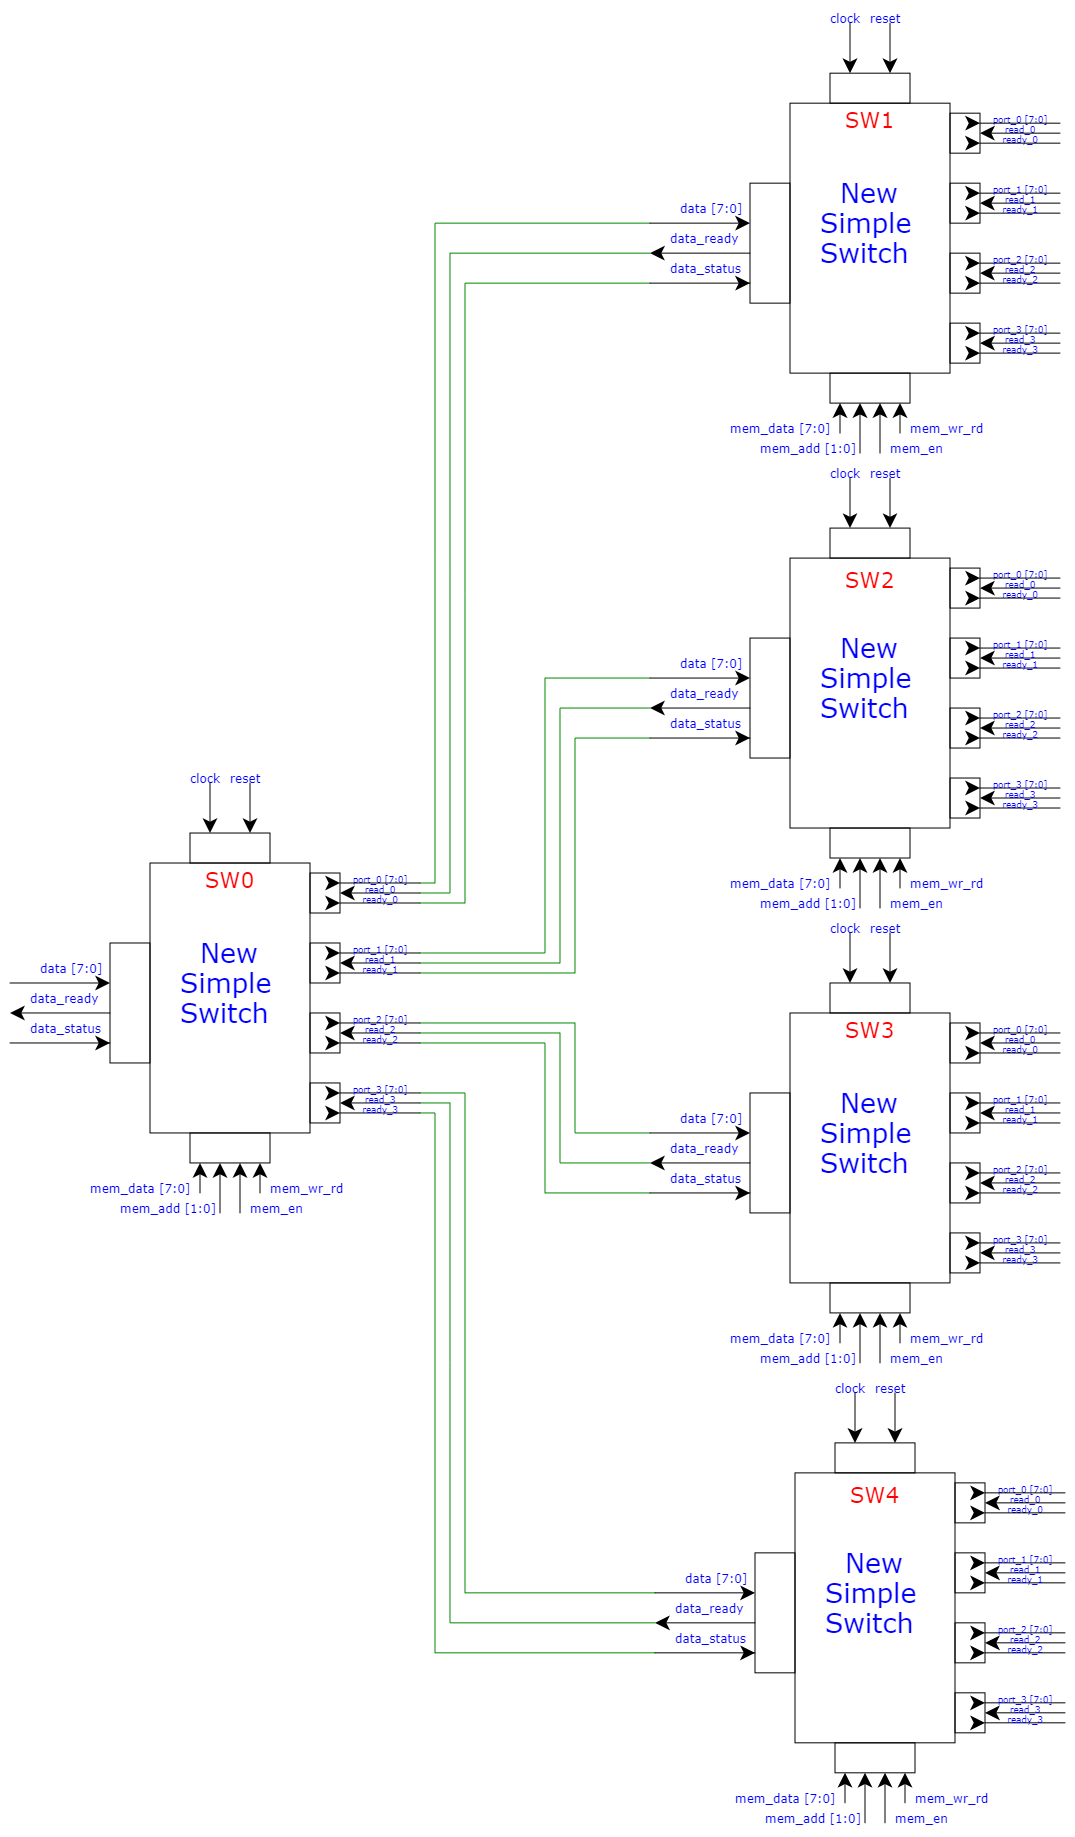 clock reset
SW1
New
Simple
Switch
data [7:0]
data_ready
data_status
port_0 [7:0]
read_0
ready_0
port_1 [7:0]
read_1
ready_1
port_2 [7:0]
read_2
ready_2
port_3 [7:0]
read_3
ready_3
mem_data [7:0]
mem_wr_rd
mem_add [1:0]
mem_en
clock reset
SW2
New
Simple
Switch
data [7:0]
data_ready
data_status
port_0 [7:0]
read_0
ready_0
port_1 [7:0]
read_1
ready_1
port_2 [7:0]
read_2
ready_2
port_3 [7:0]
read_3
ready_3
mem_data [7:0]
mem_wr_rd
mem_add [1:0]
mem_en
clock reset
SW0
New
Simple
Switch
data [7:0]
data_ready
data_status
port_0 [7:0]
read_0
ready_0
port_1 [7:0]
read_1
ready_1
port_2 [7:0]
read_2
ready_2
port_3 [7:0]
read_3
ready_3
mem_data [7:0]
mem_wr_rd
mem_add [1:0]
mem_en
clock reset
SW3
New
Simple
Switch
data [7:0]
data_ready
data_status
port_0 [7:0]
read_0
ready_0
port_1 [7:0]
read_1
ready_1
port_2 [7:0]
read_2
ready_2
port_3 [7:0]
read_3
ready_3
mem_data [7:0]
mem_wr_rd
mem_add [1:0]
mem_en
clock reset
SW4
New
Simple
Switch
data [7:0]
data_ready
data_status
port_0 [7:0]
read_0
ready_0
port_1 [7:0]
read_1
ready_1
port_2 [7:0]
read_2
ready_2
port_3 [7:0]
read_3
ready_3
mem_data [7:0]
mem_wr_rd
mem_add [1:0]
mem_en